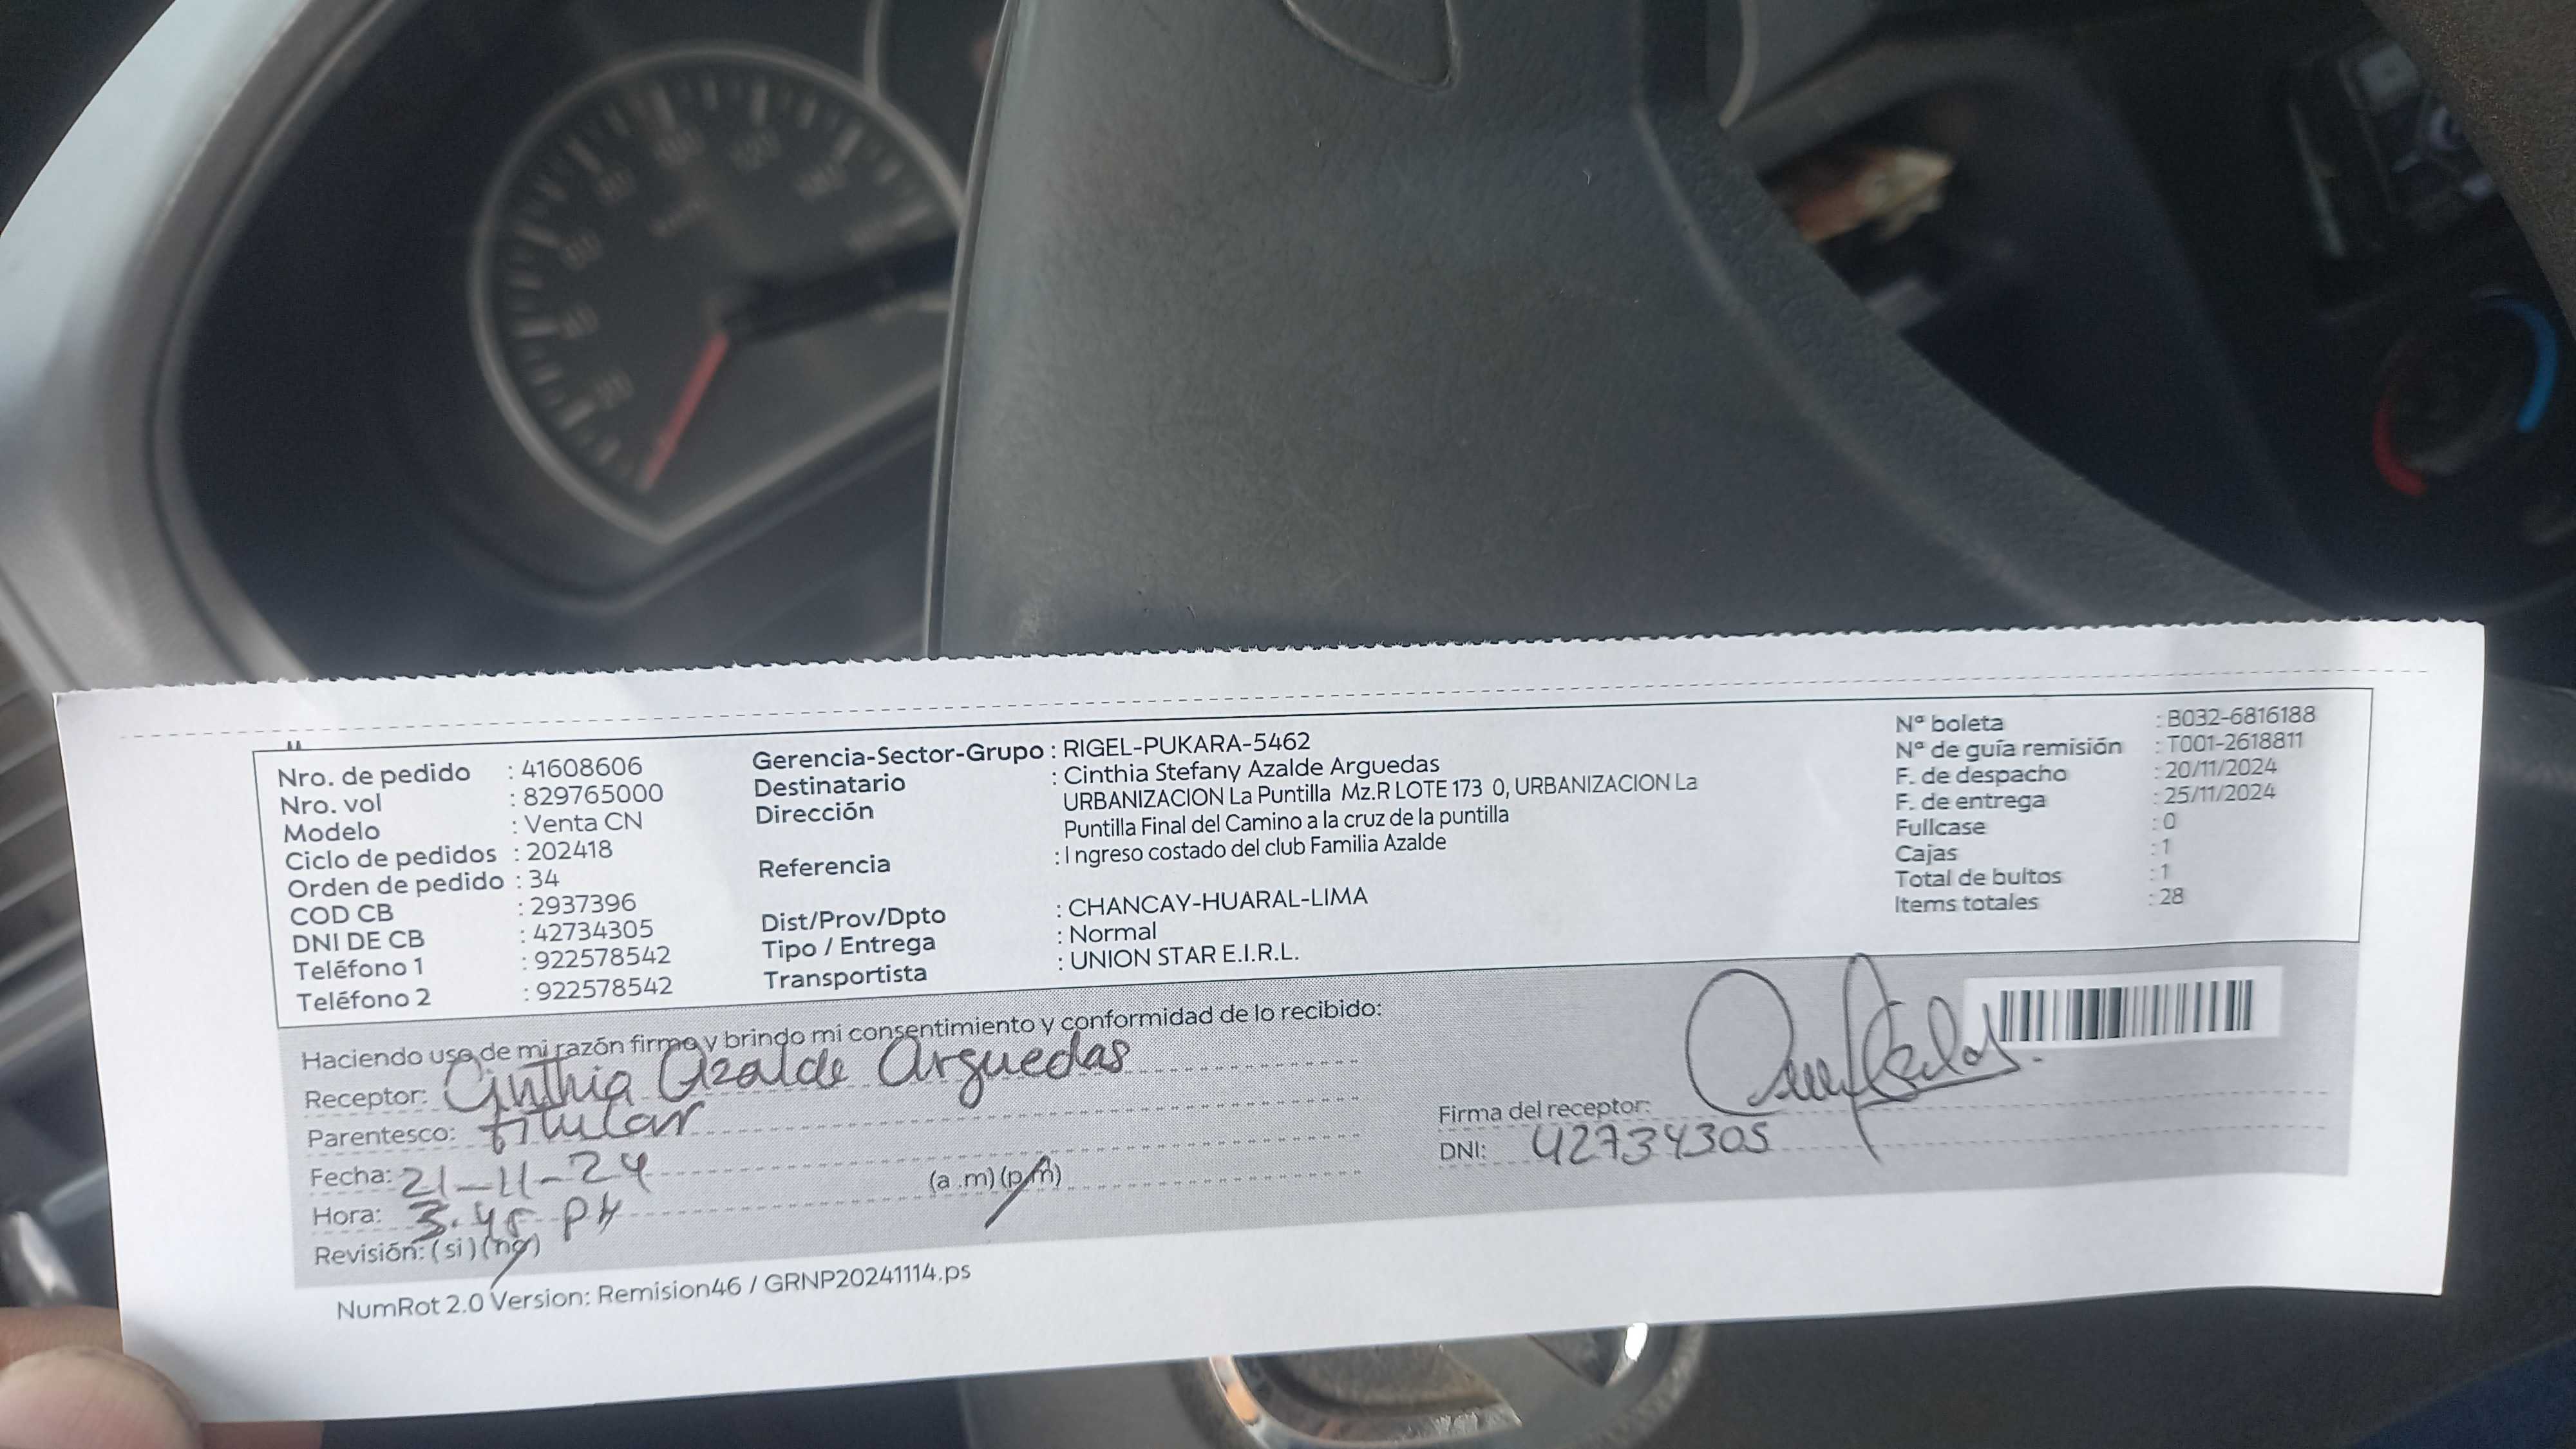 Nro. de pedido : 41608606
Nro. vol : 829765000
Modelo : Venta CN
Ciclo de pedidos : 202418
Orden de pedido : 34
COD CB : 2937396
DNI DE CB : 42734305
Teléfono 1 : 922578542
Teléfono 2 : 922578542
Gerencia-Sector-Grupo : RIGEL-PUKARA-5462
Destinatario : Cinthia Stefany Azalde Arguedas
Dirección URBANIZACION La Puntilla Mz.R LOTE 173 0, URBANIZACION La
Puntilla Final del Camino a la cruz de la puntilla
Referencia : I ngreso costado del club Familia Azalde
Dist/Prov/Dpto : CHANCAY-HUARAL-LIMA
Tipo / Entrega : Normal
Transportista : UNION STAR E.I.R.L.
Nª boleta : B032-6816188
Nª de guía remisión : T001-2618811
F. de despacho : 20/11/2024
F. de entrega : 25/11/2024
Fullcase : 0
Cajas : 1
Total de bultos : 1
Items totales : 28
Haciendo uso de mi razón firmo y brindo mi consentimiento y conformidad de lo recibido:
Receptor: Cinthia Azalde Arguedas
Parentesco: titular
Fecha: 21-11-24
Hora: 3.45 PM (a .m) (p.m)
Revisión: (si) (no)
Firma del receptor:
DNI: 42734305
NumRot 2.0 Version: Remision46 / GRNP20241114.ps